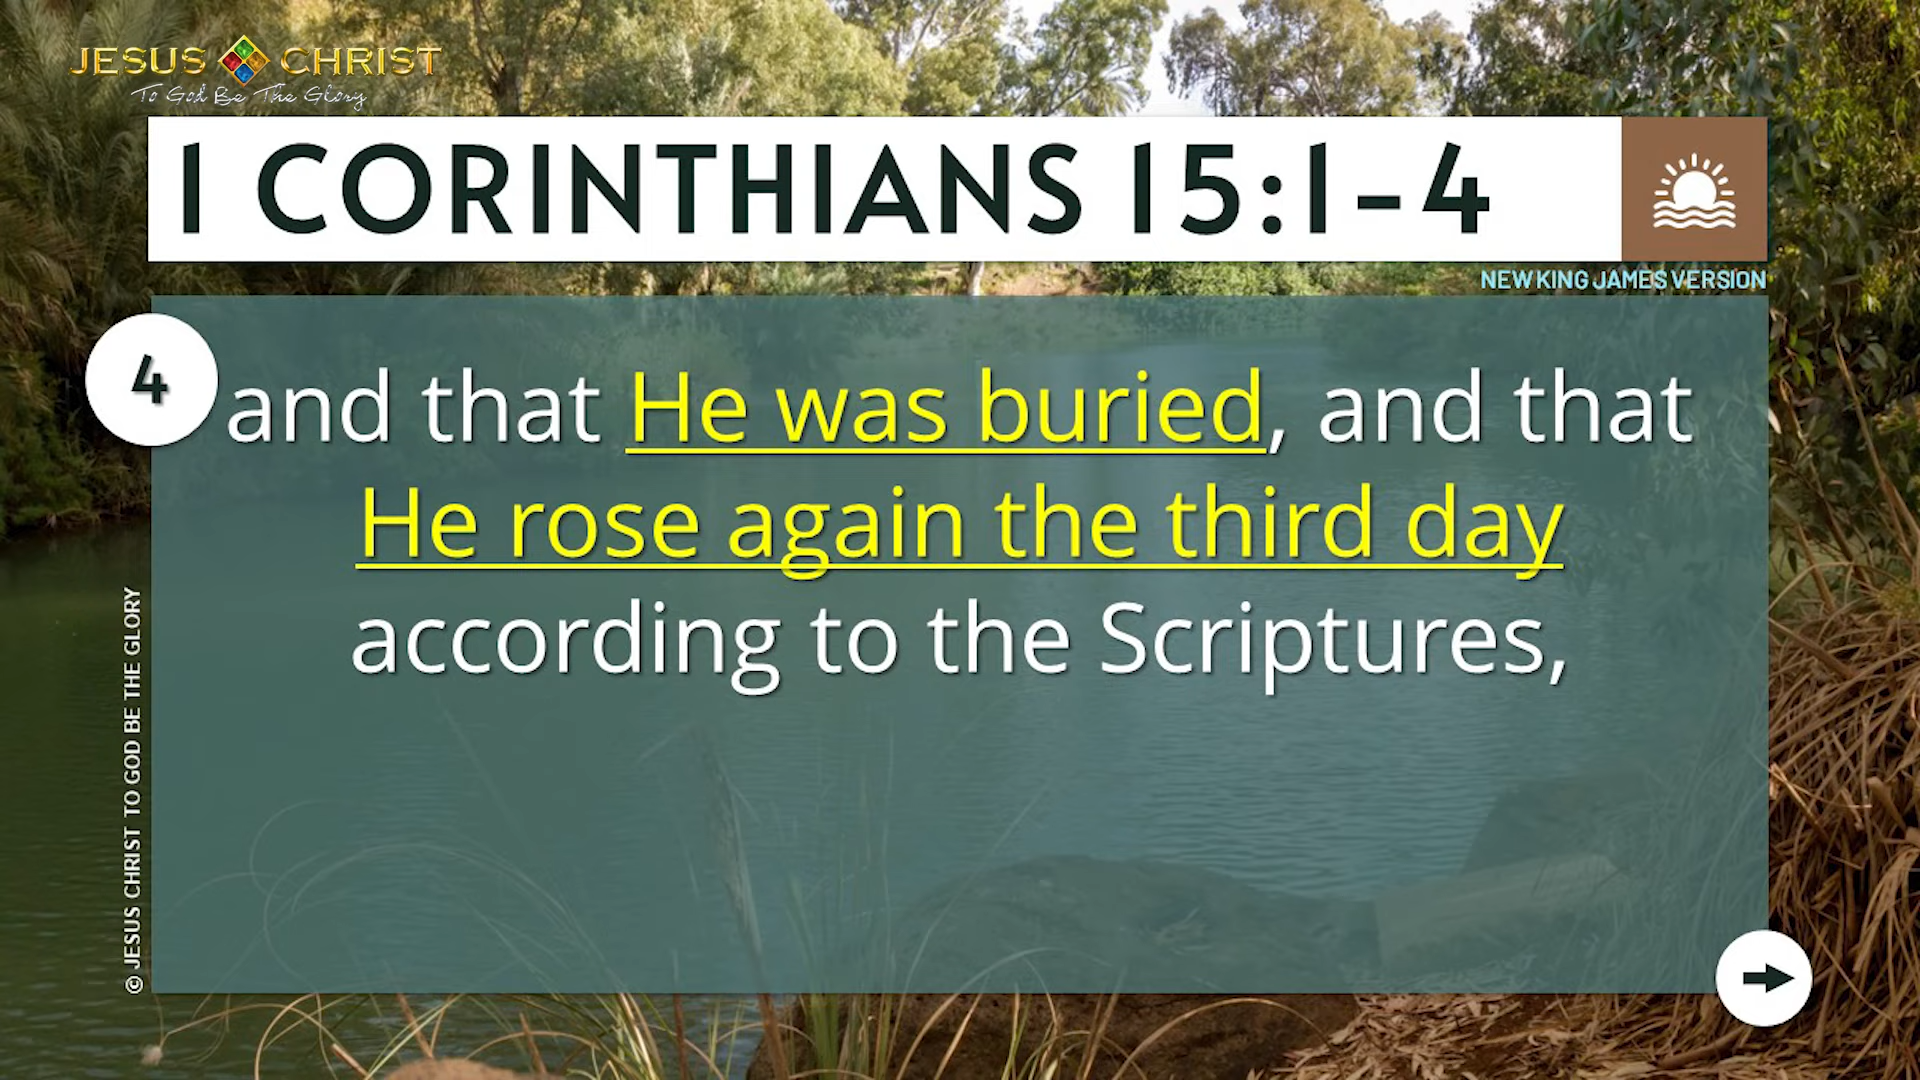 JESUS CHRIST
To God Be The Glory
1 CORINTHIANS 15:1-4
NEW KING JAMES VERSION
4
and that He was buried, and that
He rose again the third day
according to the Scriptures,
© JESUS CHRIST TO GOD BE THE GLORY